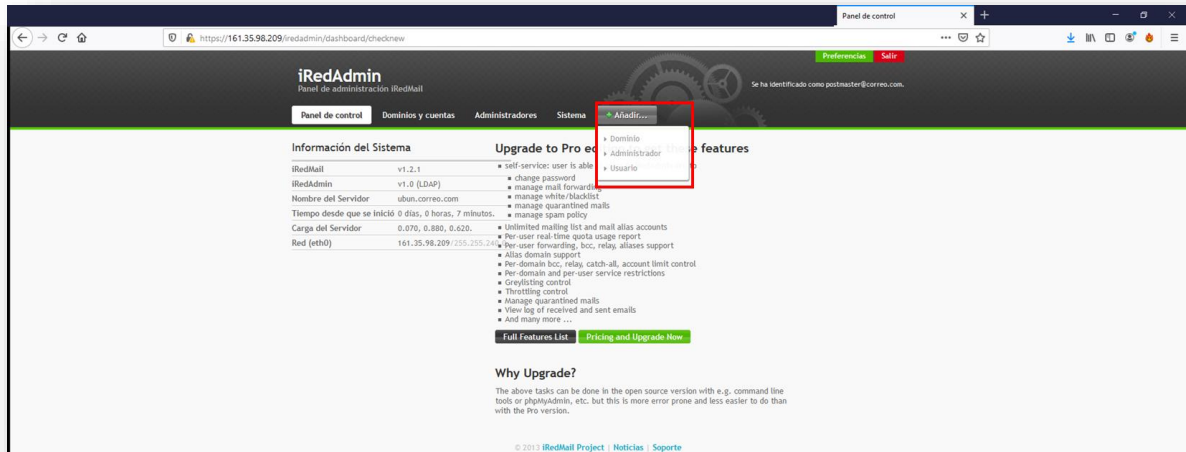 Panel de control
https://161.35.98.209/iredadmin/dashboard/checknew
Preferencias Salir
iRedAdmin
Panel de administración iRedMail
Se ha identificado como postmaster@correo.com.
Panel de control Dominios y cuentas Administradores Sistema Añadir...
Dominio
Administrador
Usuario
Información del Sistema
iRedMail v1.2.1
iRedAdmin v1.0 (LDAP)
Nombre del Servidor ubun.correo.com
Tiempo desde que se inició 0 días, 0 horas, 7 minutos.
Carga del Servidor 0.070, 0.880, 0.620.
Red (eth0) 161.35.98.209/255.255.240
Upgrade to Pro e these features
self-service: user is able
change password
manage mail forwarding
manage white/blacklist
manage quarantined mails
manage spam policy
Unlimited mailing list and mail alias accounts
Per-user real-time quota usage report
Per-user forwarding, bcc, relay, aliases support
Alias domain support
Per-domain bcc, relay, catch-all, account limit control
Per-domain and per-user service restrictions
Greylisting control
Throttling control
Manage quarantined mails
View log of received and sent emails
And many more ...
Full Features List Pricing and Upgrade Now
Why Upgrade?
The above tasks can be done in the open source version with e.g. command line
tools or phpMyAdmin, etc. but this is more error prone and less easier to do than
with the Pro version.
© 2013 iRedMail Project | Noticias | Soporte